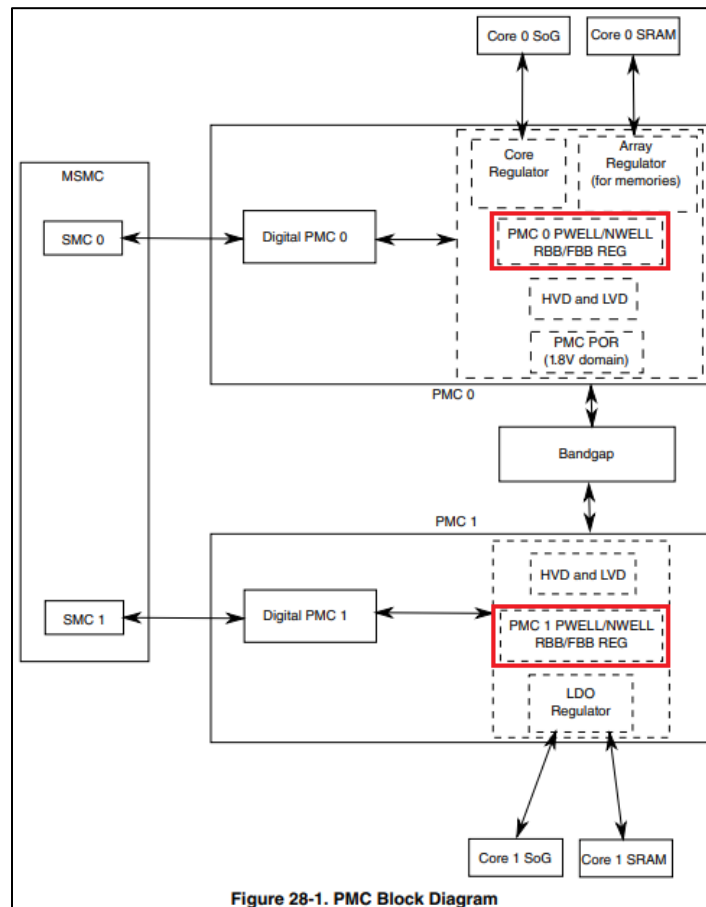 Core 0 SoG
Core 0 SRAM
MSMC
SMC 0
Digital PMC 0
Core
Regulator
Array
Regulator
(for memories)
PMC 0 PWELL/NWELL
RBB/FBB REG
HVD and LVD
PMC POR
(1.8V domain)
PMC 0
Bandgap
PMC 1
SMC 1
Digital PMC 1
HVD and LVD
PMC 1 PWELL/NWELL
RBB/FBB REG
LDO
Regulator
Core 1 SoG
Core 1 SRAM
Figure 28-1. PMC Block Diagram